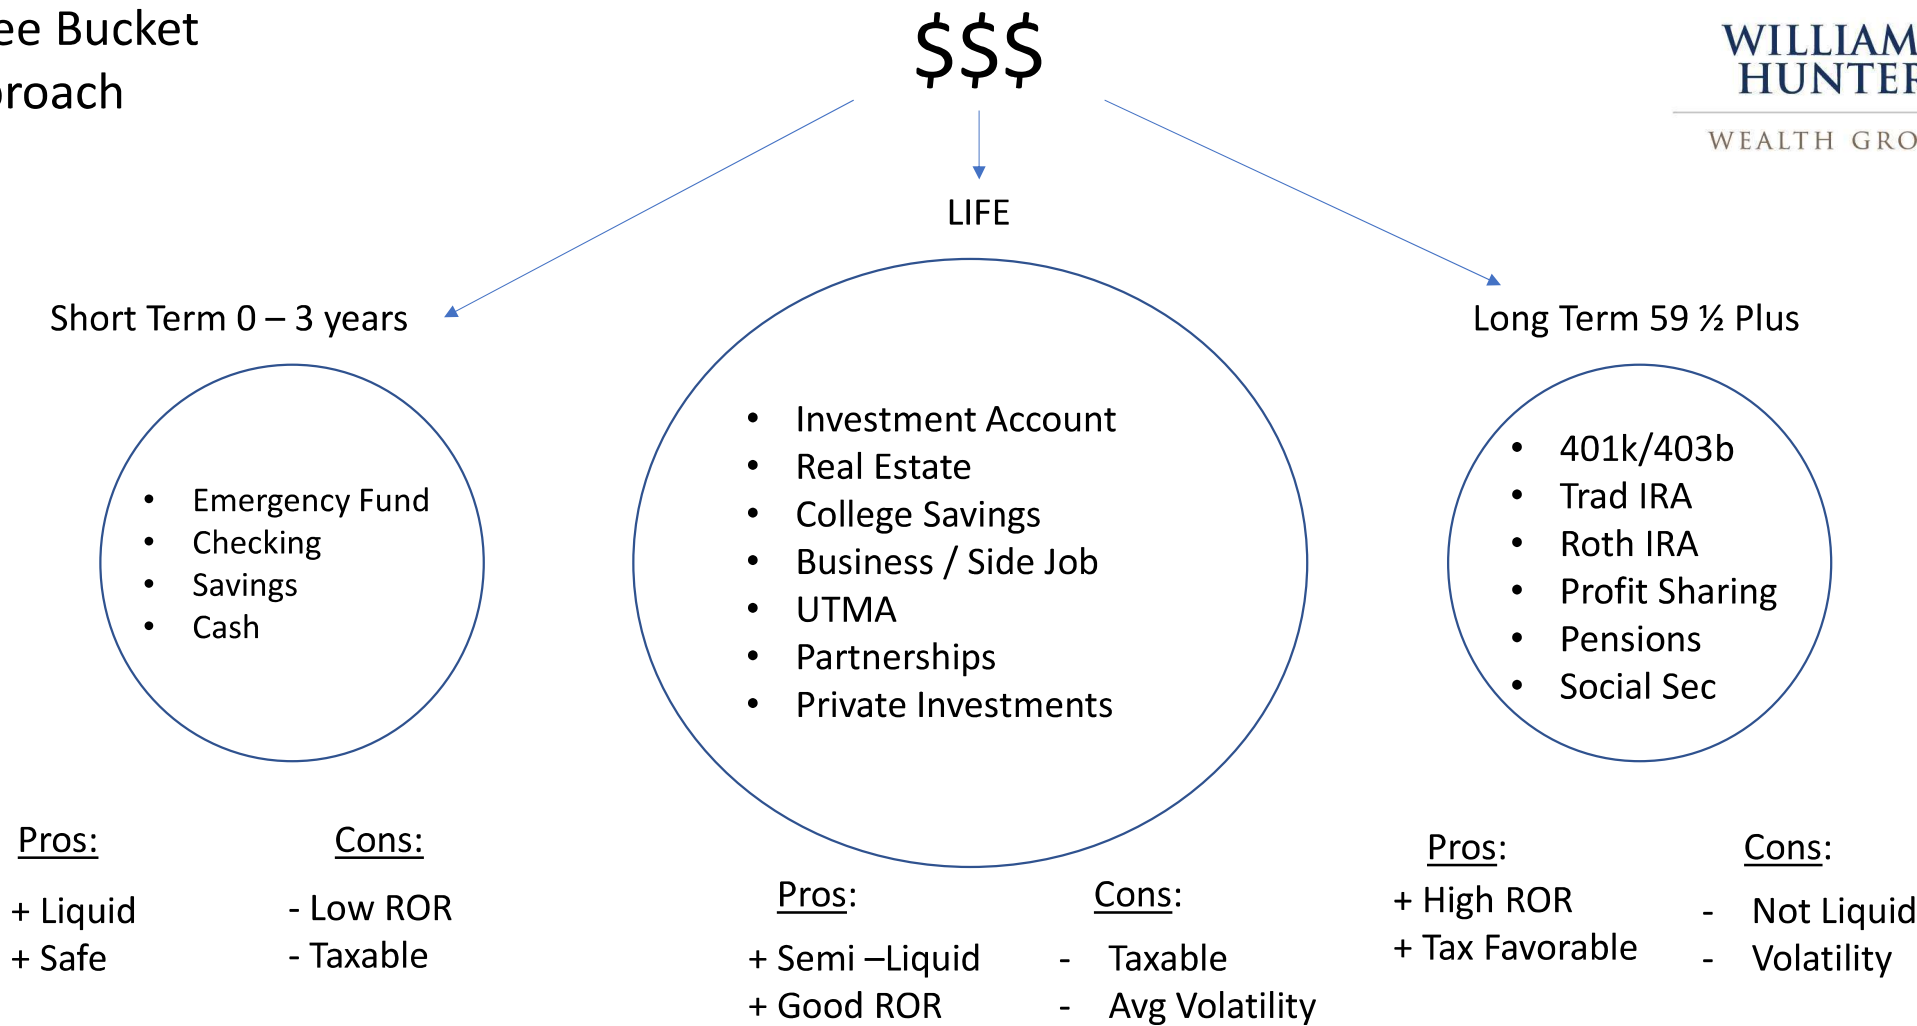 ee Bucket
proach
$$$
WILLIAM
HUNTER
WEALTH GRO
LIFE
Short Term 0 – 3 years
• Emergency Fund
• Checking
• Savings
• Cash
Pros:
+ Liquid
+ Safe
Cons:
- Low ROR
- Taxable
• Investment Account
• Real Estate
• College Savings
• Business / Side Job
• UTMA
• Partnerships
• Private Investments
Pros:
+ Semi –Liquid
+ Good ROR
Cons:
- Taxable
- Avg Volatility
Long Term 59 ½ Plus
• 401k/403b
• Trad IRA
• Roth IRA
• Profit Sharing
• Pensions
• Social Sec
Pros:
+ High ROR
+ Tax Favorable
Cons:
- Not Liquid
- Volatility